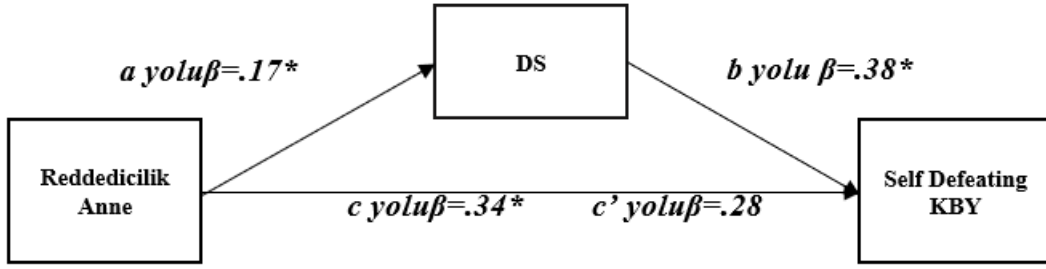 DS
a yoluβ=.17*
b yolu β=.38*
Reddedicilik
Anne
c yoluβ=.34*
c’ yoluβ=.28
Self Defeating
KBY